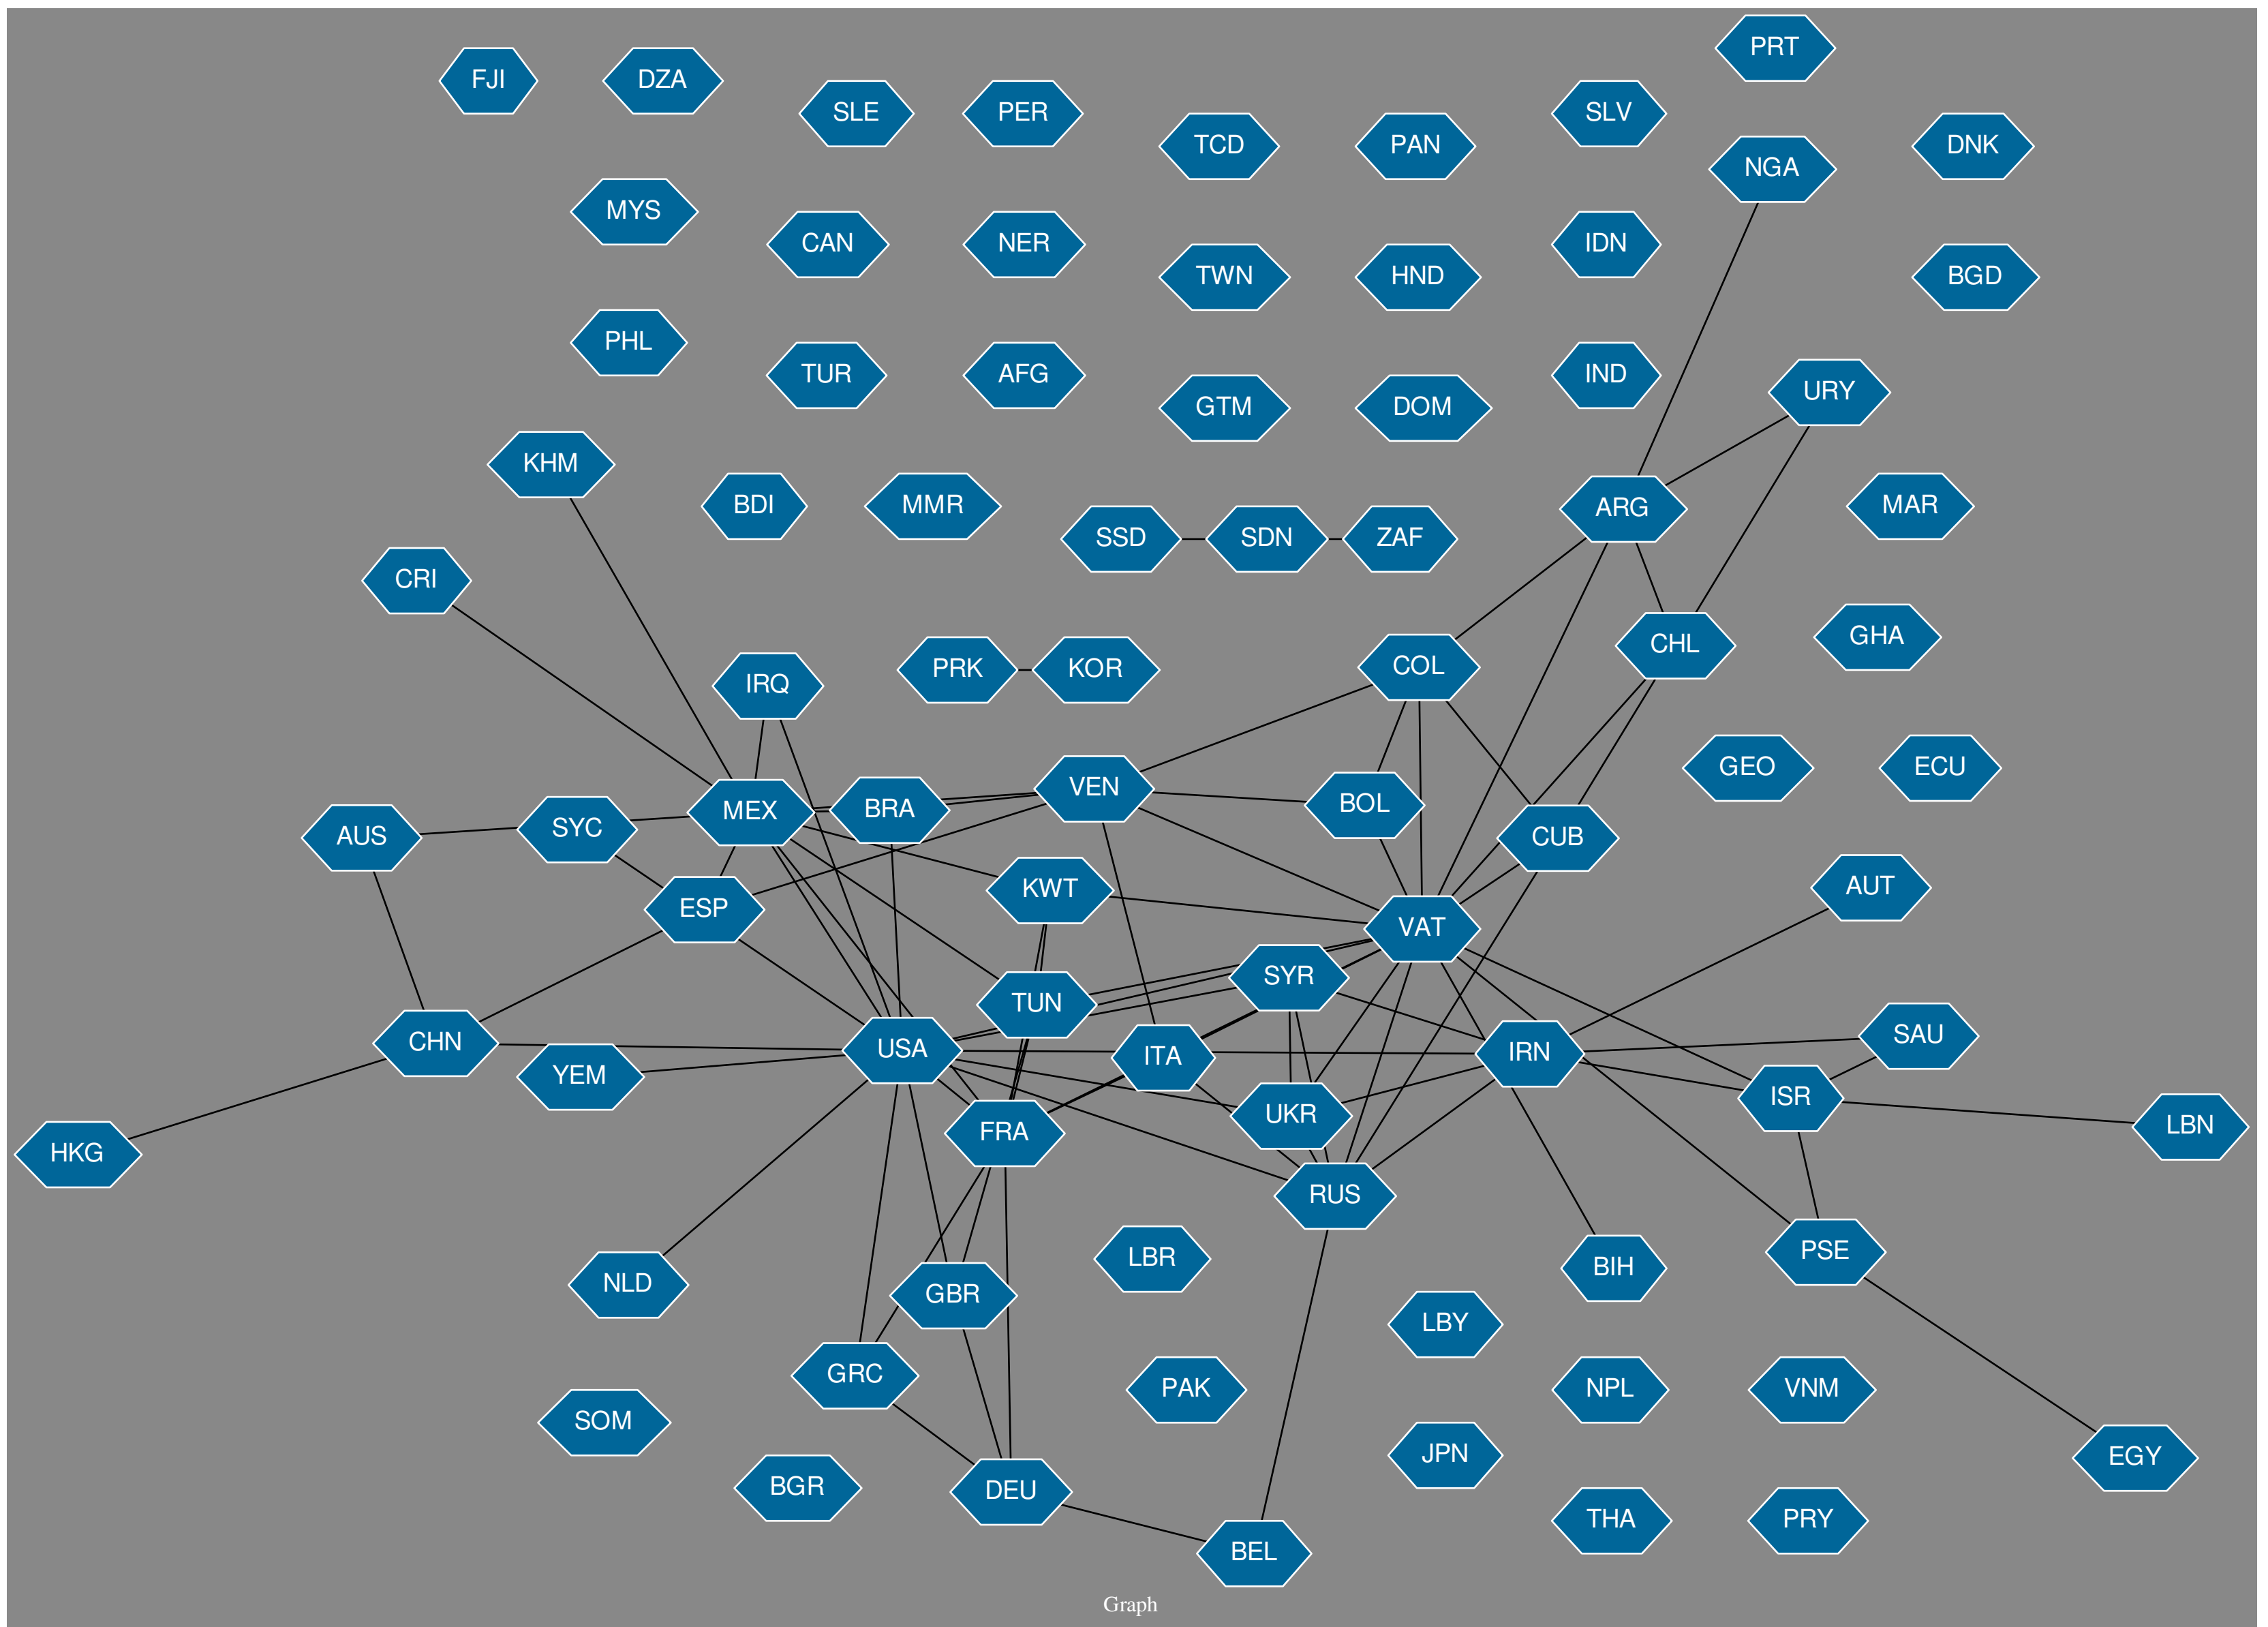 PRT
FJI
DZA
SLE
PER
SLV
TCD
PAN
DNK
NGA
MYS
CAN
NER
IDN
TWN
HND
BGD
PHL
TUR
AFG
IND
URY
GTM
DOM
KHM
BDI
MMR
ARG
MAR
SSD
SDN
ZAF
CRI
GHA
CHL
COL
PRK
KOR
IRQ
GEO
ECU
VEN
BOL
MEX
BRA
SYC
AUS
CUB
AUT
KWT
ESP
VAT
SYR
TUN
SAU
CHN
USA
IRN
ITA
YEM
ISR
UKR
LBN
FRA
HKG
RUS
PSE
LBR
BIH
NLD
GBR
LBY
GRC
PAK
NPL
VNM
SOM
JPN
EGY
BGR
DEU
THA
PRY
BEL
Graph